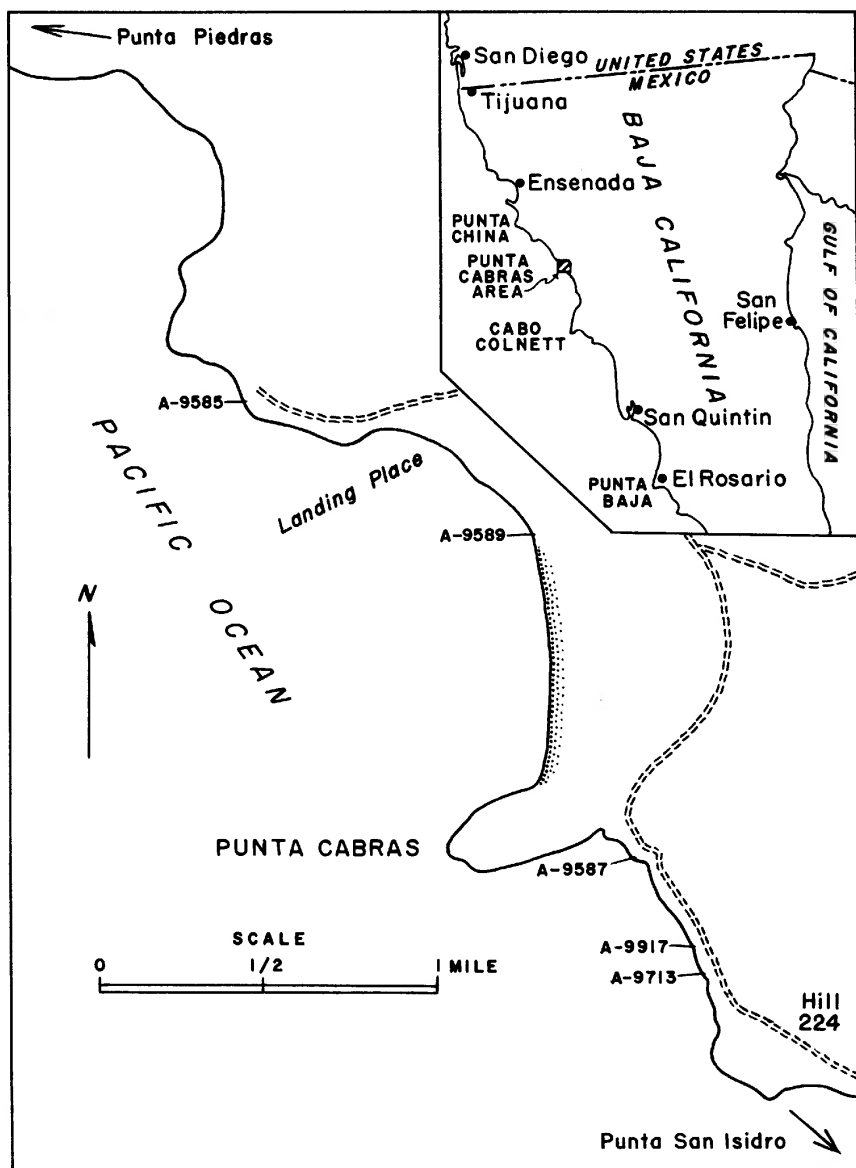 Punta Piedras
San Diego
UNITED STATES
MEXICO
Tijuana
BAJA CALIFORNIA
Ensenada
PUNTA
CHINA
PUNTA
CABRAS
AREA
GULF OF CALIFORNIA
San
Felipe
CABO
COLNETT
San Quintin
El Rosario
PUNTA
BAJA
A-9585
PACIFIC OCEAN
Landing Place
A-9589
N
PUNTA CABRAS
A-9587
SCALE
0 1/2 1 MILE
A-9917
A-9713
Hill
224
Punta San Isidro